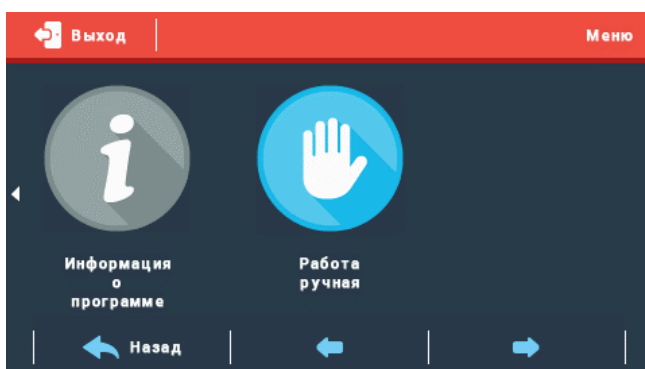 Выход
Меню
Информация
о
программе
Работа
ручная
Назад